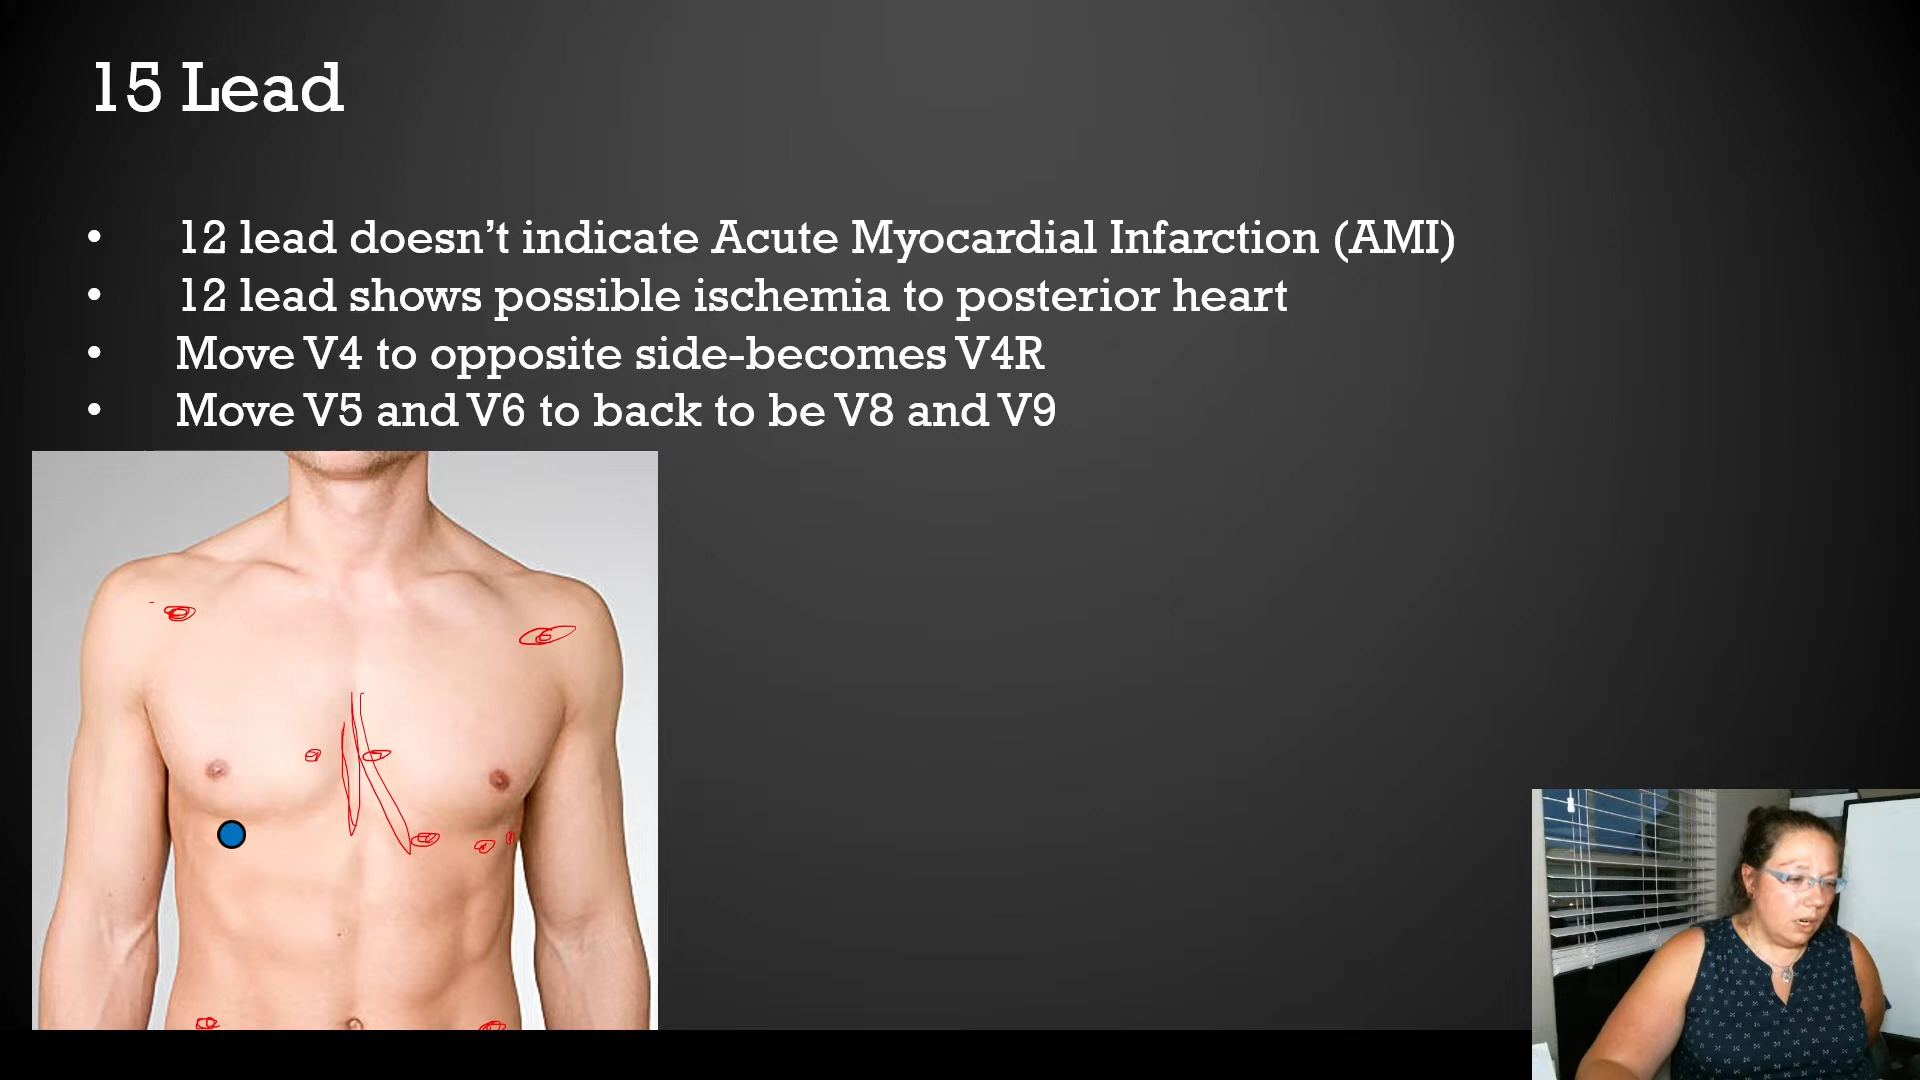 15 Lead
• 12 lead doesn’t indicate Acute Myocardial Infarction (AMI)
• 12 lead shows possible ischemia to posterior heart
• Move V4 to opposite side-becomes V4R
• Move V5 and V6 to back to be V8 and V9